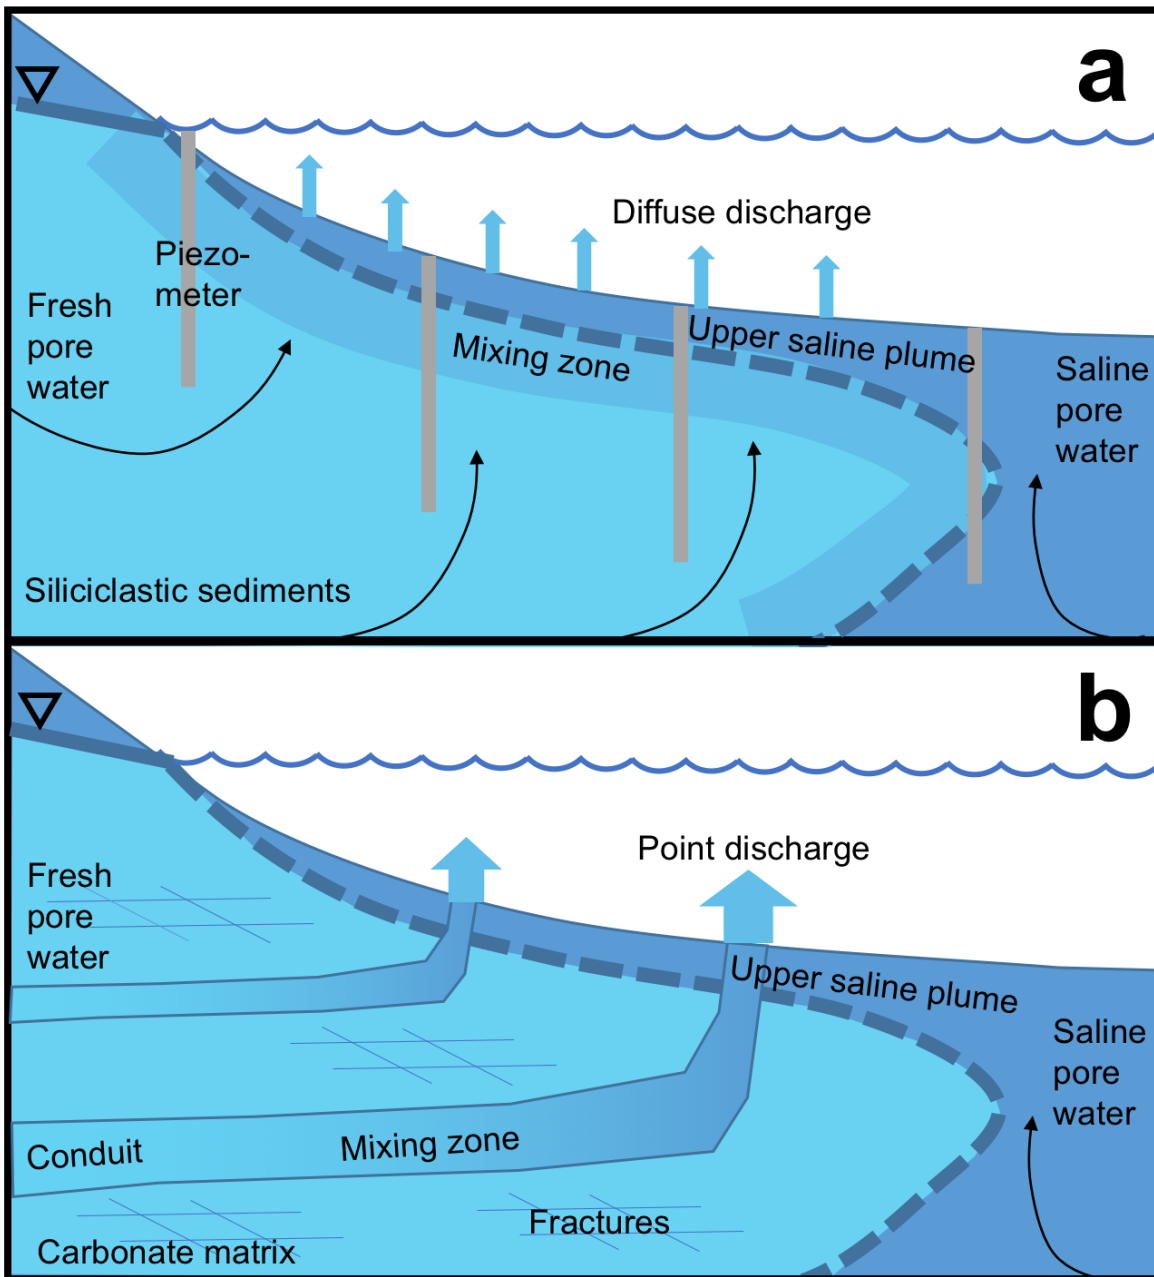 a
Diffuse discharge
Piezo-
meter
Fresh
pore
water
Mixing zone
Upper saline plume
Saline
pore
water
Siliciclastic sediments
b
Point discharge
Fresh
pore
water
Upper saline plume
Saline
pore
water
Conduit
Mixing zone
Fractures
Carbonate matrix